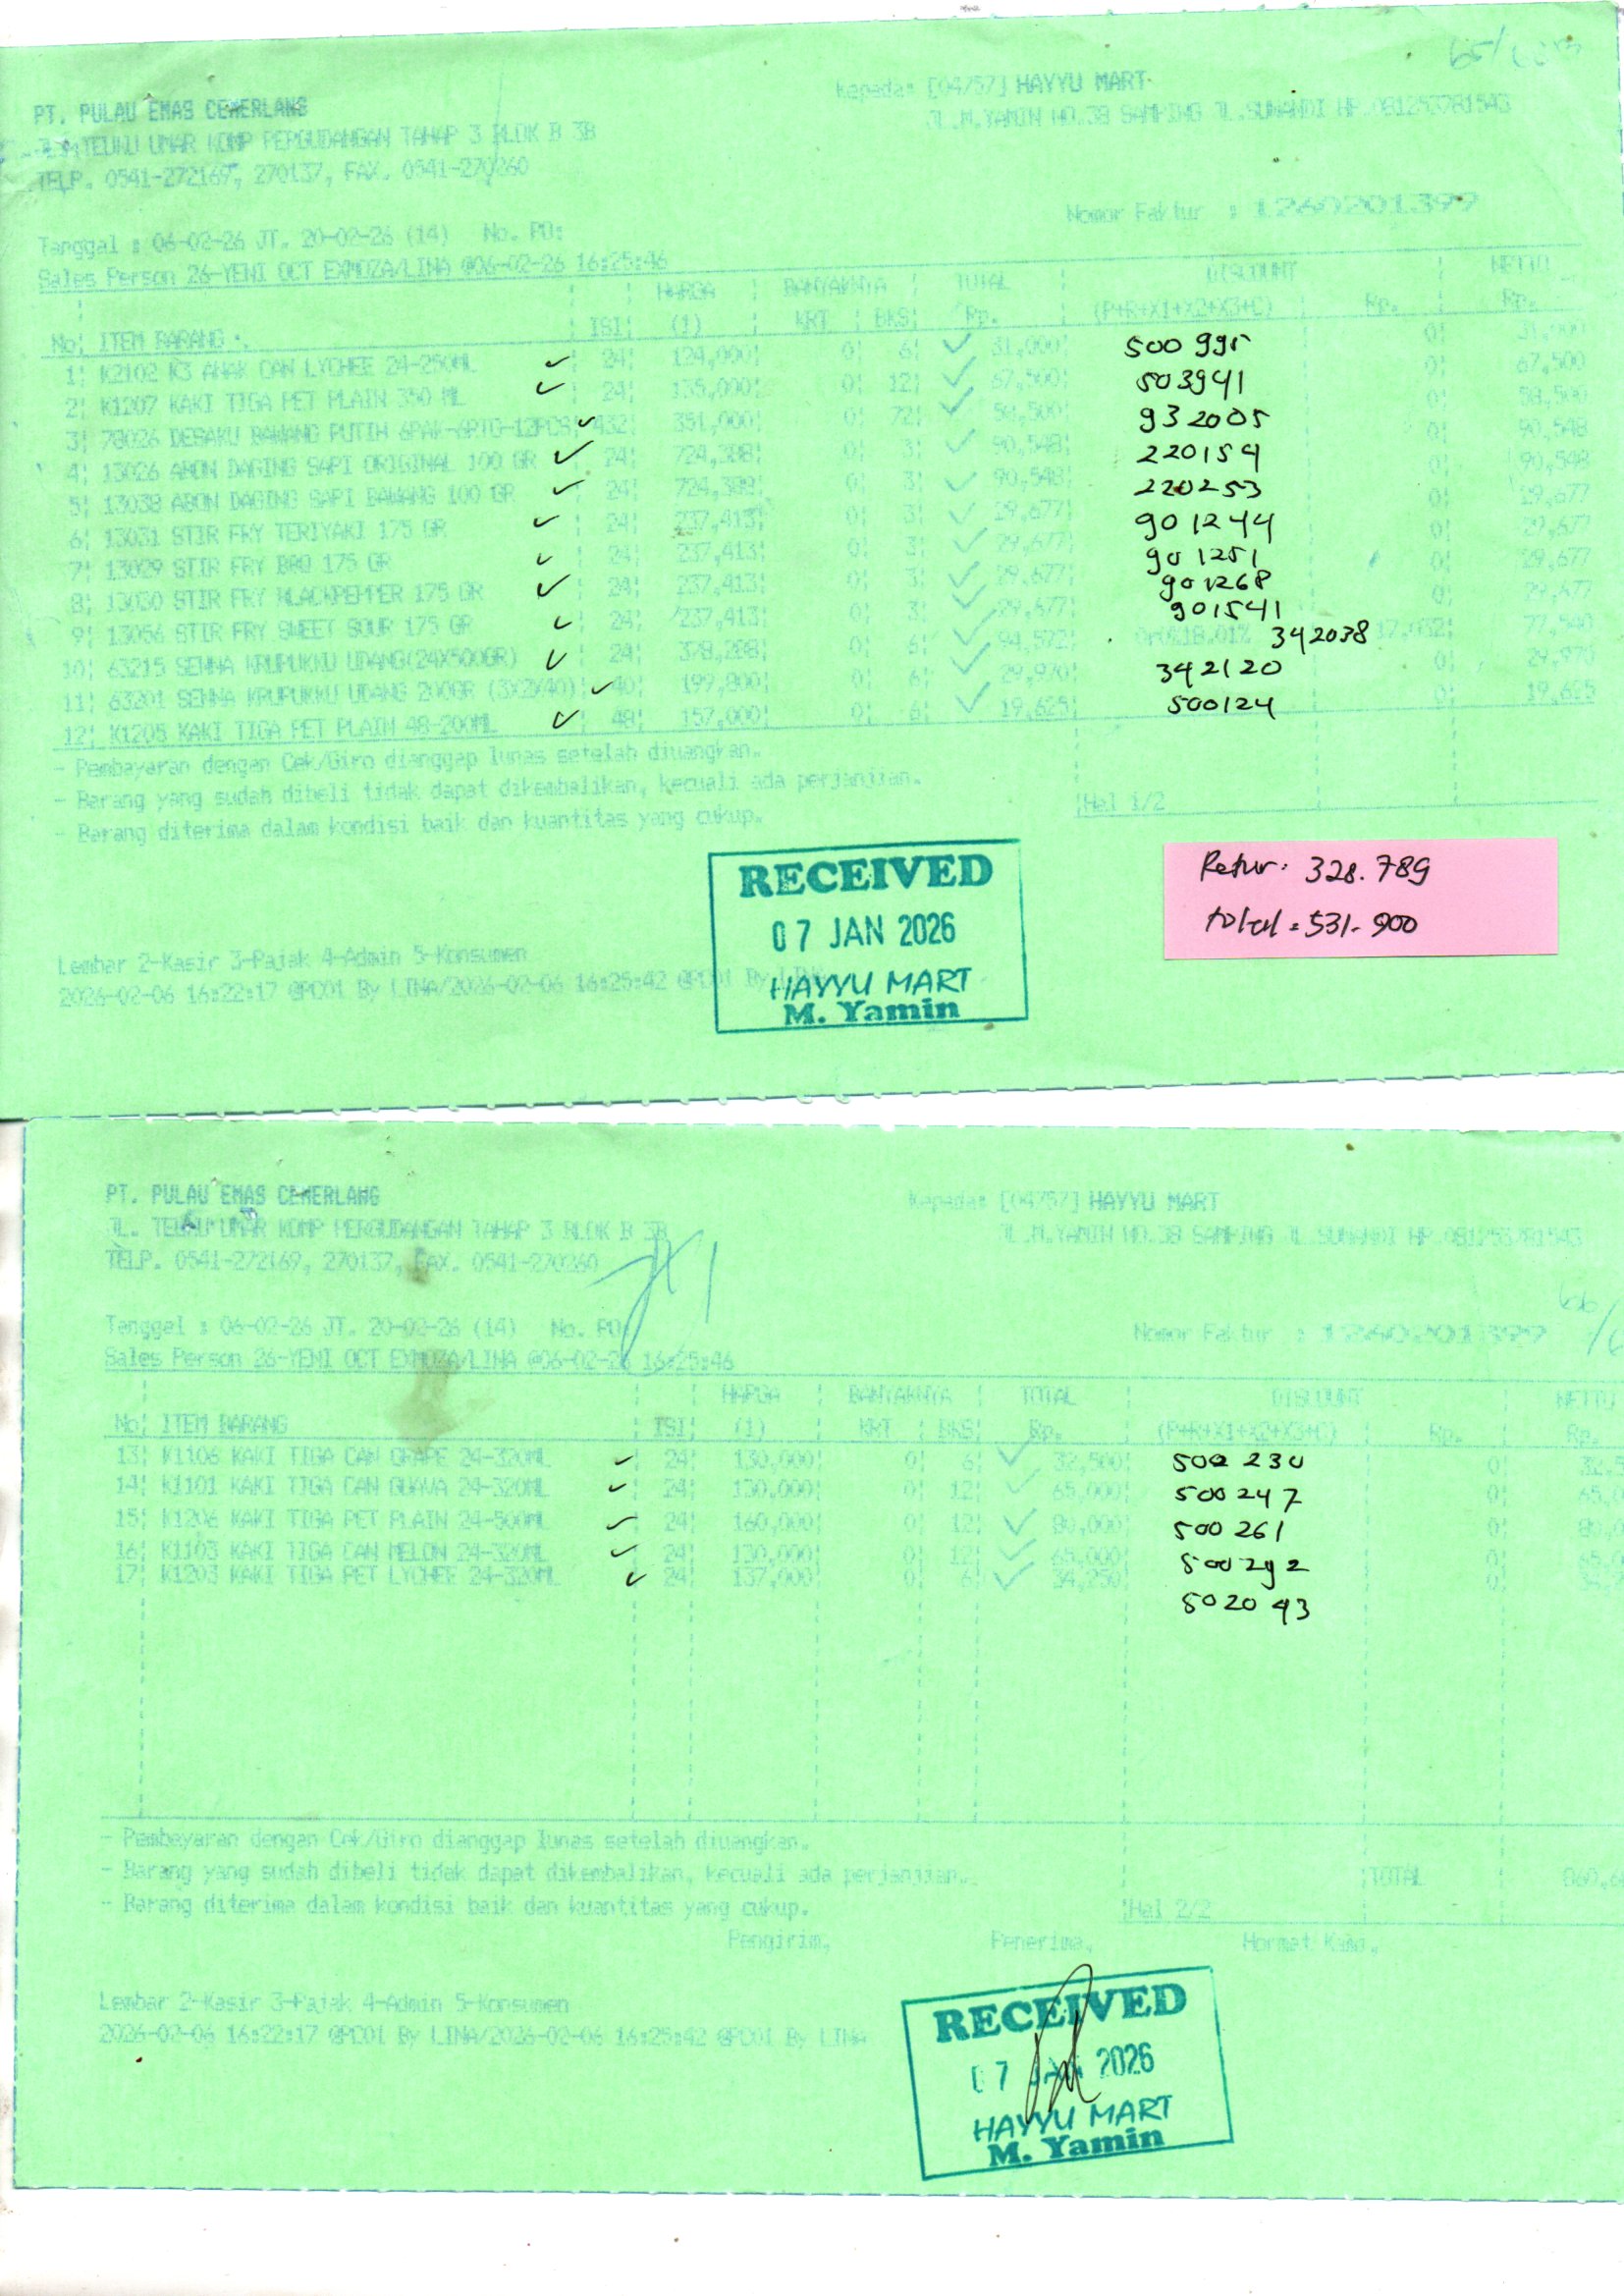 PT. PULAU EMAS CEMERLANG
JL. TEUKU UMAR KOMP PERGUDANGAN TAHAP 3 BLOK B 3B
TELP. 0541-272169, 270137, FAX. 0541-270260
Kepada: [04757] HAYYU MART
JL.M.YAMIN NO.38 SAMPING JL.SUWANDI HP.081253781543
Nomor Faktur : 1260201399
Tanggal : 06-02-26 JT. 20-02-26 (14) No. PO:
Sales Person 26-YENI OCT EXMOZA/LINA @06-02-26 16:25:46
No ITEM BARANG ISI HARGA (1) BANYAKNYA KRT BKS TOTAL Rp. DISCOUNT (P+R+X1+X2+X3+C) Rp. NETTO Rp.
1 K2102 K3 ANAK CAN LYCHEE 24-250ML 24 124,000 0 6 31,000 500995 0 31,000
2 K1207 KAKI TIGA PET PLAIN 350 ML 24 135,000 0 12 67,500 503941 0 67,500
3 78026 DESAKU BAWANG PUTIH 6PAK-6PTG-12PCS 432 351,000 0 72 58,500 932005 0 58,500
4 13026 ABON DAGING SAPI ORIGINAL 100 GR 24 724,388 0 3 90,548 220154 0 90,548
5 13038 ABON DAGING SAPI BAWANG 100 GR 24 724,388 0 3 90,548 220253 0 90,548
6 13031 STIR FRY TERIYAKI 175 GR 24 237,413 0 3 29,677 901244 0 29,677
7 13029 STIR FRY BBQ 175 GR 24 237,413 0 3 29,677 901251 0 29,677
8 13030 STIR FRY BLACKPEPPER 175 GR 24 237,413 0 3 29,677 901268 0 29,677
9 13056 STIR FRY SWEET SOUR 175 GR 24 237,413 0 3 29,677 901541 0 29,677
10 63215 SENNA KRUPUKKU UDANG(24X500GR) 24 378,288 0 6 94,572 342038 17,032 77,540
11 63201 SENNA KRUPUKKU UDANG 200GR (3X2X40) 40 199,800 0 6 29,970 342120 0 29,970
12 K1205 KAKI TIGA PET PLAIN 48-200ML 48 157,000 0 6 19,625 500124 0 19,625
- Pembayaran dengan Cek/Giro dianggap lunas setelah diuangkan.
- Barang yang sudah dibeli tidak dapat dikembalikan, kecuali ada perjanjian.
- Barang diterima dalam kondisi baik dan kuantitas yang cukup.
Hal 1/2
RECEIVED
07 JAN 2026
HAYYU MART
M. Yamin
Retur: 328.789
total = 531.900
Lembar 2-Kasir 3-Pajak 4-Admin 5-Konsumen
2026-02-06 16:22:17 @PC01 By LINA/2026-02-06 16:25:42 @PC01 By LINA
PT. PULAU EMAS CEMERLANG
JL. TEUKU UMAR KOMP PERGUDANGAN TAHAP 3 BLOK B 3B
TELP. 0541-272169, 270137, FAX. 0541-270260
Kepada: [04757] HAYYU MART
JL.M.YAMIN NO.38 SAMPING JL.SUWANDI HP.081253781543
Tanggal : 06-02-26 JT. 20-02-26 (14) No. PO:
Nomor Faktur : 1260201399
Sales Person 26-YENI OCT EXMOZA/LINA @06-02-26 16:25:46
No ITEM BARANG ISI HARGA (1) BANYAKNYA KRT BKS TOTAL Rp. DISCOUNT (P+R+X1+X2+X3+C) Rp. NETTO Rp.
13 K1106 KAKI TIGA CAN GRAPE 24-320ML 24 130,000 0 6 32,500 500230 0 32,5
14 K1101 KAKI TIGA CAN GUAVA 24-320ML 24 130,000 0 12 65,000 500247 0 65,0
15 K1206 KAKI TIGA PET PLAIN 24-500ML 24 160,000 0 12 80,000 500261 0 80,0
16 K1103 KAKI TIGA CAN MELON 24-320ML 24 130,000 0 12 65,000 500292 0 65,0
17 K1203 KAKI TIGA PET LYCHEE 24-320ML 24 137,000 0 6 34,250 502043 0 34,2
- Pembayaran dengan Cek/Giro dianggap lunas setelah diuangkan.
- Barang yang sudah dibeli tidak dapat dikembalikan, kecuali ada perjanjian.
- Barang diterima dalam kondisi baik dan kuantitas yang cukup.
TOTAL 860,6
Hal 2/2
Pengirim, Penerima, Hormat Kami,
Lembar 2-Kasir 3-Pajak 4-Admin 5-Konsumen
2026-02-06 16:22:17 @PC01 By LINA/2026-02-06 16:25:42 @PC01 By LINA
RECEIVED
07 JAN 2026
HAYYU MART
M. Yamin